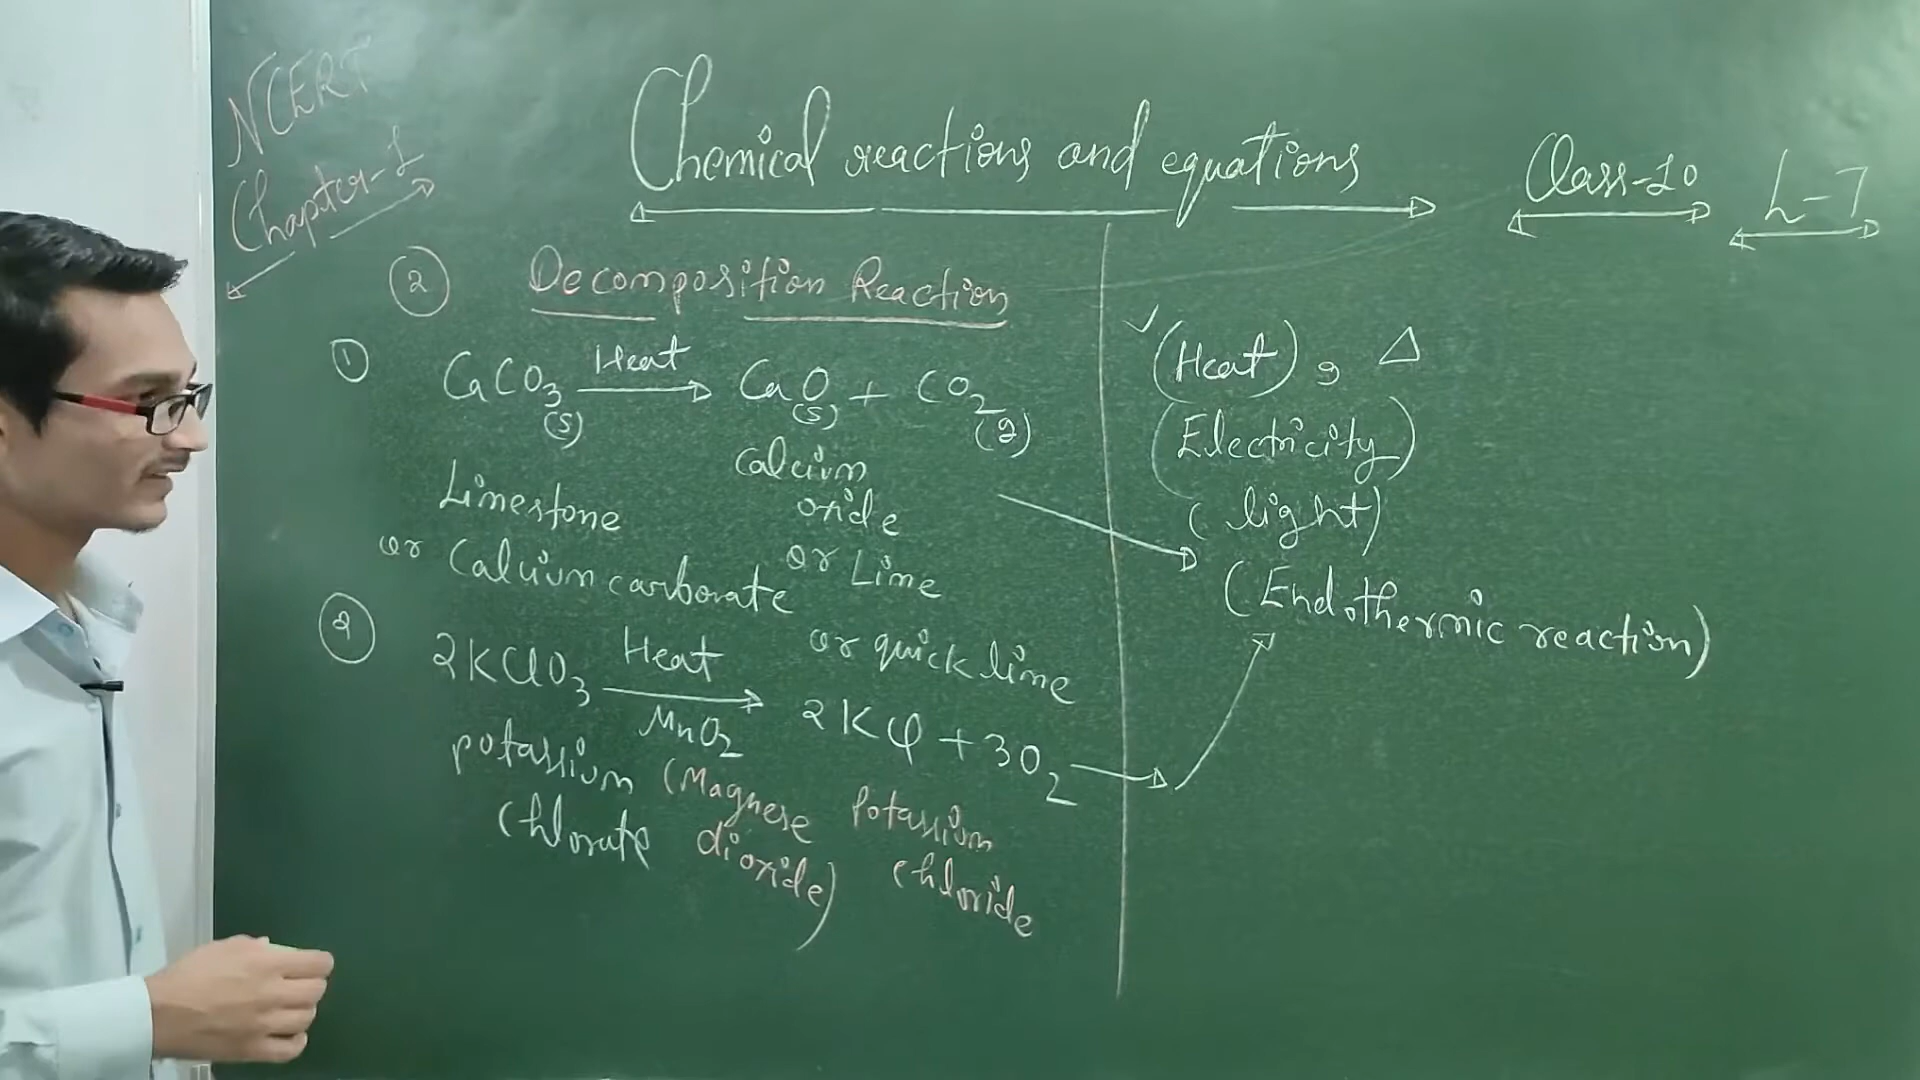 NCERT
Chapter-1
Chemical reactions and equations
Class-10
L-7
② Decomposition Reaction
① CaCO₃ (s) —Heat→ CaO (s) + CO₂ (g)
Limestone
or Calcium carbonate
calcium
oxide
or Lime
or quick lime
② 2KClO₃ —Heat→ 2KCl + 3O₂
MnO₂
potassium
chlorate
(Magnese
dioxide)
Potassium
chloride
✓ (Heat), Δ
(Electricity)
(light)
(Endothermic reaction)